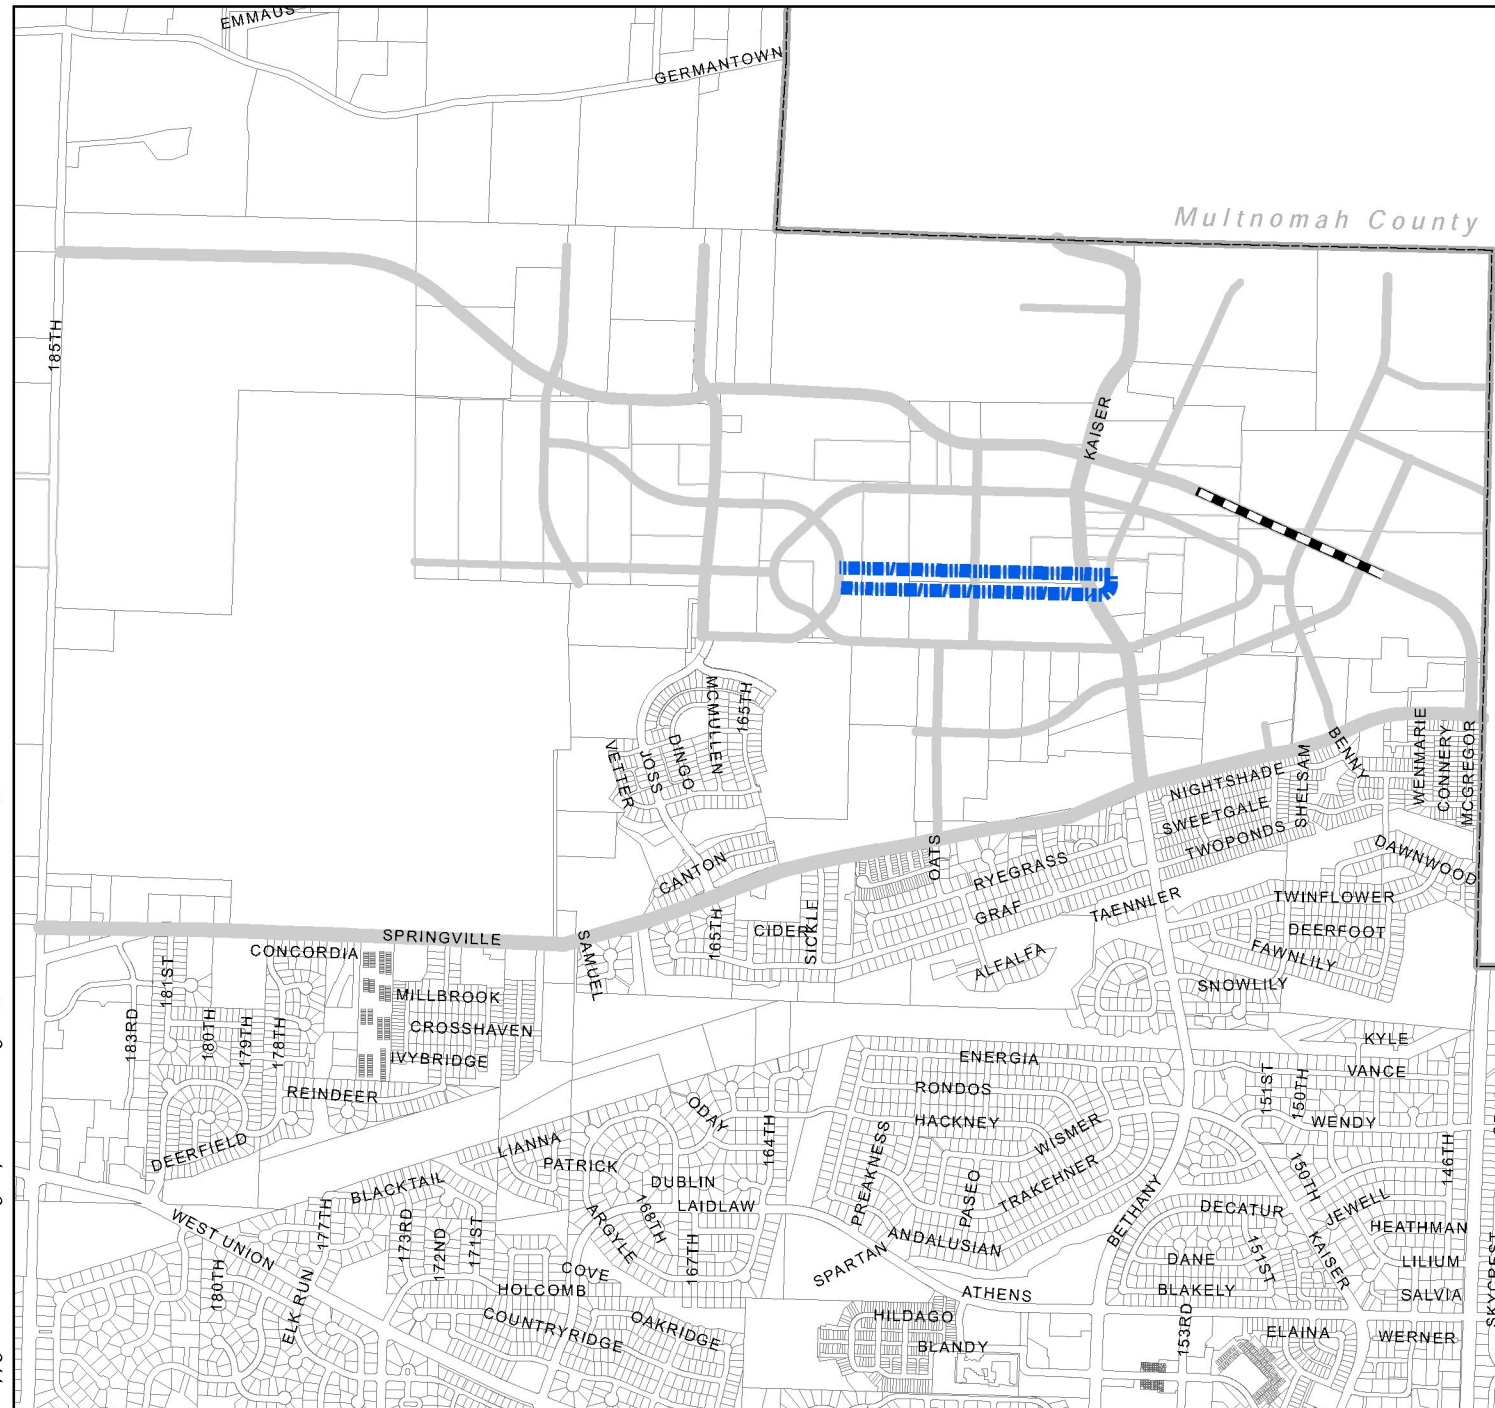 EMMAUS
GERMANTOWN
Multnomah County
185TH
KAISER
MCMULLEN
165TH
DINGO
JOSS
VETTER
BENNY
WENMARIE
CONNERY
MCGREGOR
NIGHTSHADE
SHELSAM
SWEETGALE
TWOPONDS
OATS
RYEGRASS
DAWNWOOD
CANTON
GRAF
TAENNLER
TWINFLOWER
DEERFOOT
165TH
CIDER
SICKLE
SPRINGVILLE
CONCORDIA
SAMUEL
ALFALFA
FAWNLILY
SNOWLILY
181ST
MILLBROOK
183RD
180TH
179TH
178TH
CROSSHAVEN
IVYBRIDGE
KYLE
ENERGIA
VANCE
REINDEER
RONDOS
151ST
150TH
ODAY
HACKNEY
WISMER
WENDY
DEERFIELD
LIANNA
164TH
PATRICK
PREAKNESS
146TH
BLACKTAIL
DUBLIN
PASEO
TRAKEHNER
150TH
LAIDLAW
BETHANY
DECATUR
JEWELL
WEST UNION
177TH
173RD
172ND
171ST
ARGYLE
168TH
ANDALUSIAN
HEATHMAN
167TH
SPARTAN
DANE
151ST
KAISER
LILIUM
COVE
180TH
ELK RUN
HOLCOMB
ATHENS
BLAKELY
SALVIA
SKYCREST
COUNTRYRIDGE
OAKRIDGE
HILDAGO
BLANDY
153RD
ELAINA
WERNER